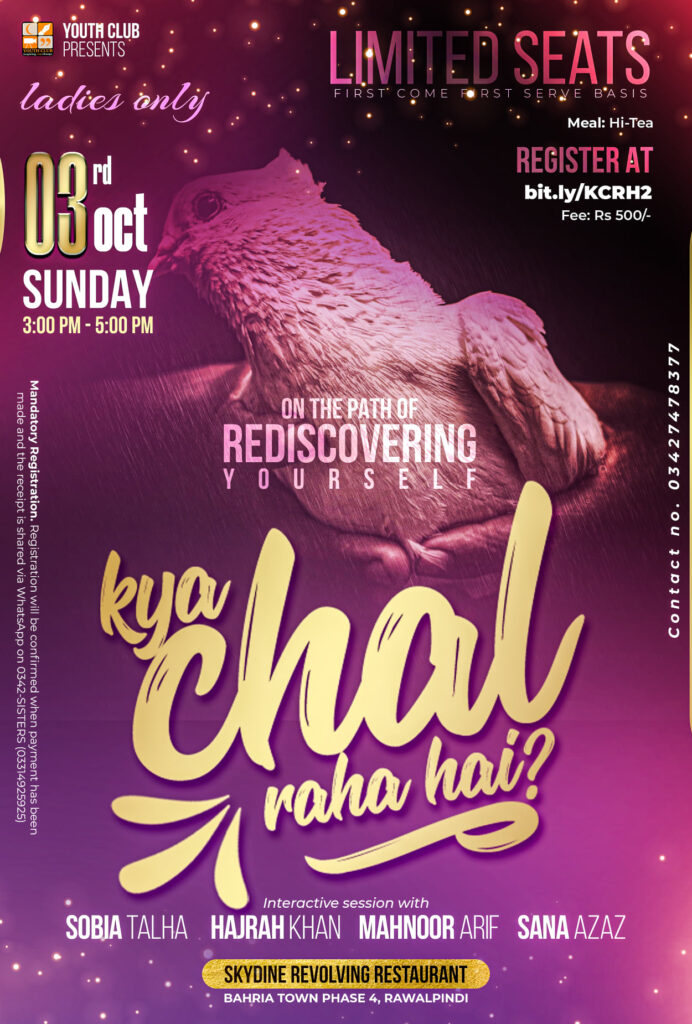 YOUTH CLUB
YOUTH CLUB
PRESENTS
ladies only
LIMITED SEATS
FIRST COME FIRST SERVE BASIS
Meal: Hi-Tea
REGISTER AT
bit.ly/KCRH2
Fee: Rs 500/-
03rd
oct
SUNDAY
3:00 PM - 5:00 PM
Mandatory Registration. Registration will be confirmed when payment has been
made and the receipt is shared via WhatsApp on 0342-SISTERS (03314925925)
Contact no. 03427478377
ON THE PATH OF
REDISCOVERING
YOURSELF
kya
chal
raha hai?
Interactive session with
SOBIA TALHA HAJRAH KHAN MAHNOOR ARIF SANA AZAZ
SKYDINE REVOLVING RESTAURANT
BAHRIA TOWN PHASE 4, RAWALPINDI